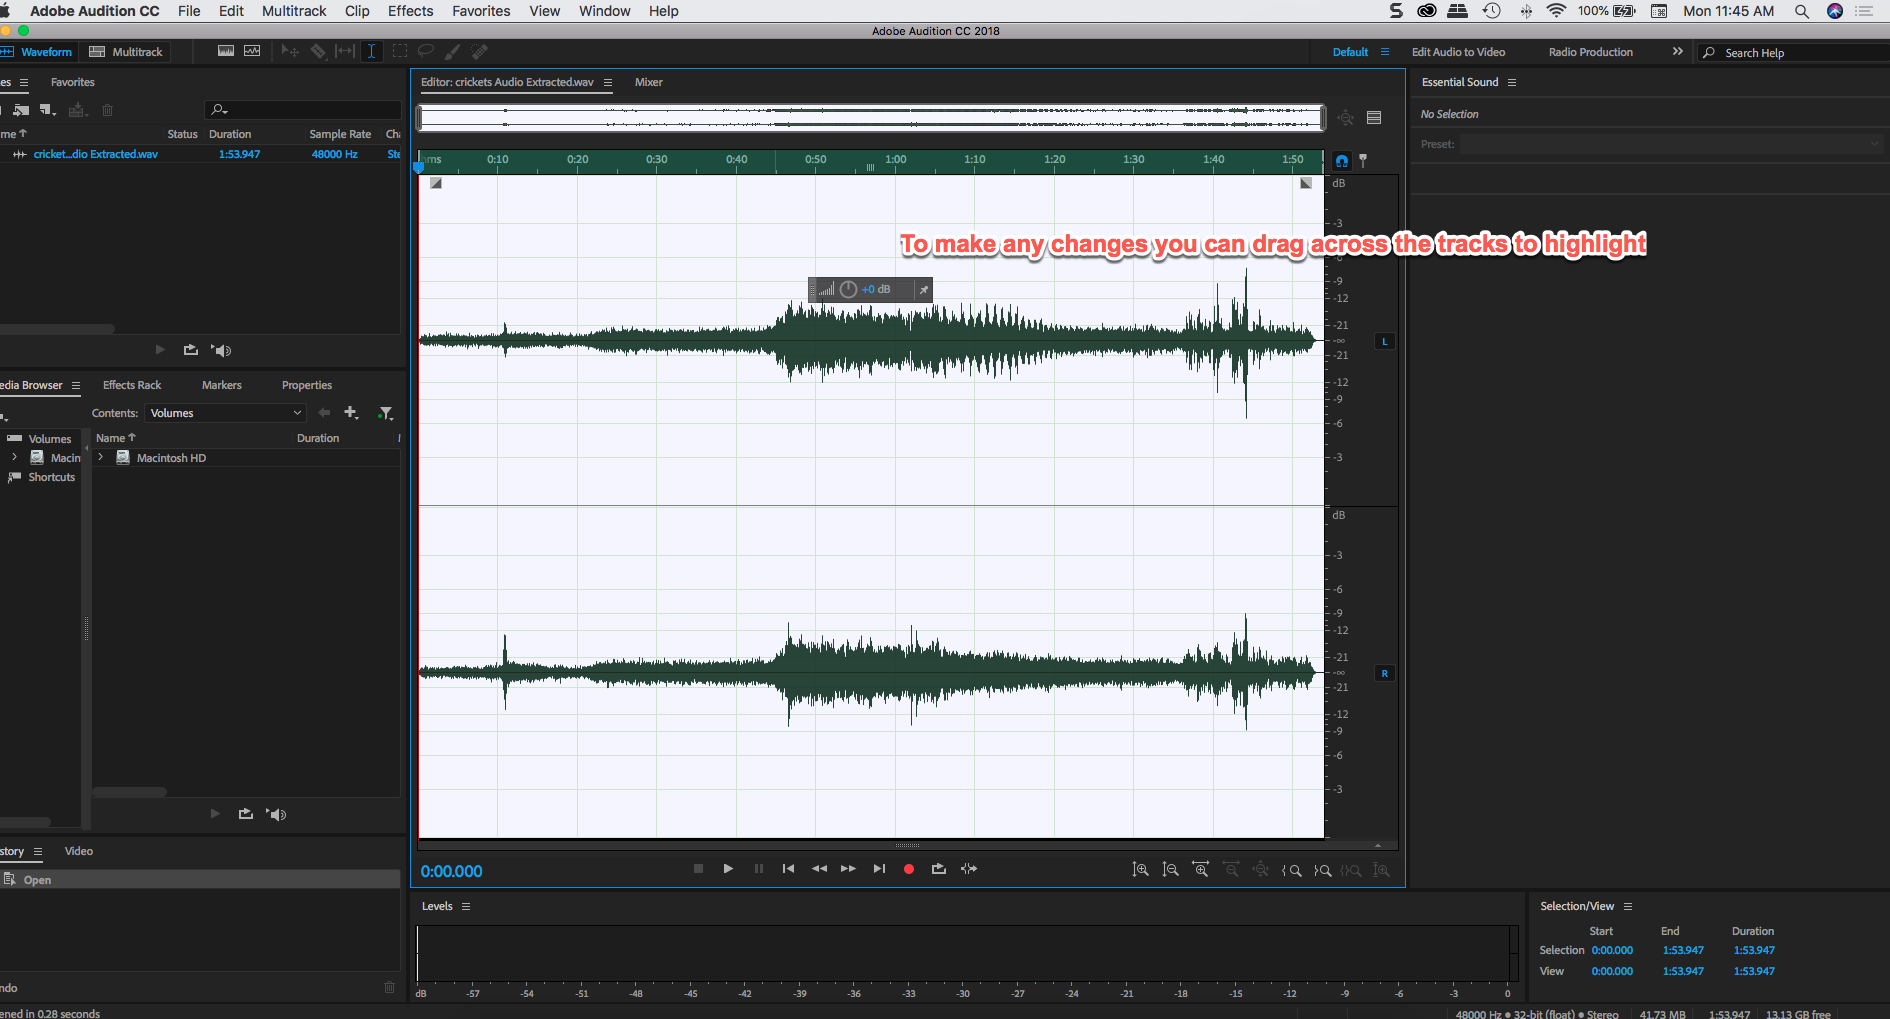 Adobe Audition CC File Edit Multitrack Clip Effects Favorites View Window Help 100% Mon 11:45 AM
Adobe Audition CC 2018
Waveform Multitrack Default Edit Audio to Video Radio Production Search Help
es Favorites
Editor: crickets Audio Extracted.wav Mixer
Essential Sound
No Selection
Preset:
me Status Duration Sample Rate Cha
cricket...dio Extracted.wav 1:53.947 48000 Hz Ste
hms 0:10 0:20 0:30 0:40 0:50 1:00 1:10 1:20 1:30 1:40 1:50
dB
-3
To make any changes you can drag across the tracks to highlight
-6
-9
+0 dB
-12
-21
-∞
L
-21
-12
-9
-6
-3
dB
-3
-6
-9
-12
-21
-∞
R
-21
-12
-9
-6
-3
edia Browser Effects Rack Markers Properties
Contents: Volumes
Volumes
Macin
Shortcuts
Name Duration
Macintosh HD
story Video
Open
ndo
ened in 0.28 seconds
0:00.000
Levels
dB -57 -54 -51 -48 -45 -42 -39 -36 -33 -30 -27 -24 -21 -18 -15 -12 -9 -6 -3 0
Selection/View
Start End Duration
Selection 0:00.000 1:53.947 1:53.947
View 0:00.000 1:53.947 1:53.947
48000 Hz • 32-bit (float) • Stereo 41.73 MB 1:53.947 13.13 GB free